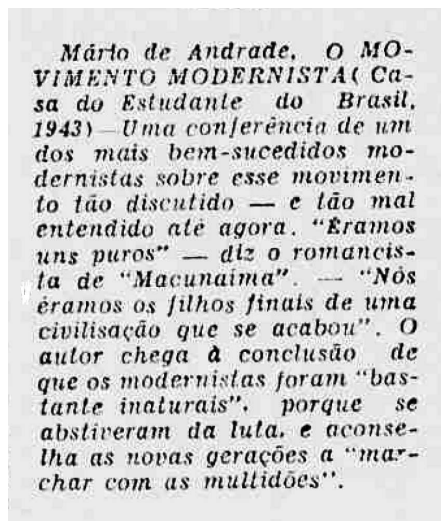 Mário de Andrade, O MO-
VIMENTO MODERNISTA( Ca-
sa do Estudante do Brasil,
1943)—Uma conferência de um
dos mais bem-sucedidos mo-
dernistas sobre esse movimen-
to tão discutido — e tão mal
entendido até agora. "Éramos
uns puros" — diz o romancis-
ta de "Macunaima". — "Nós
éramos os filhos finais de uma
civilisação que se acabou". O
autor chega à conclusão de
que os modernistas foram "bas-
tante inaturais", porque se
abstiveram da luta, e aconse-
lha as novas gerações a "mar-
char com as multidões".